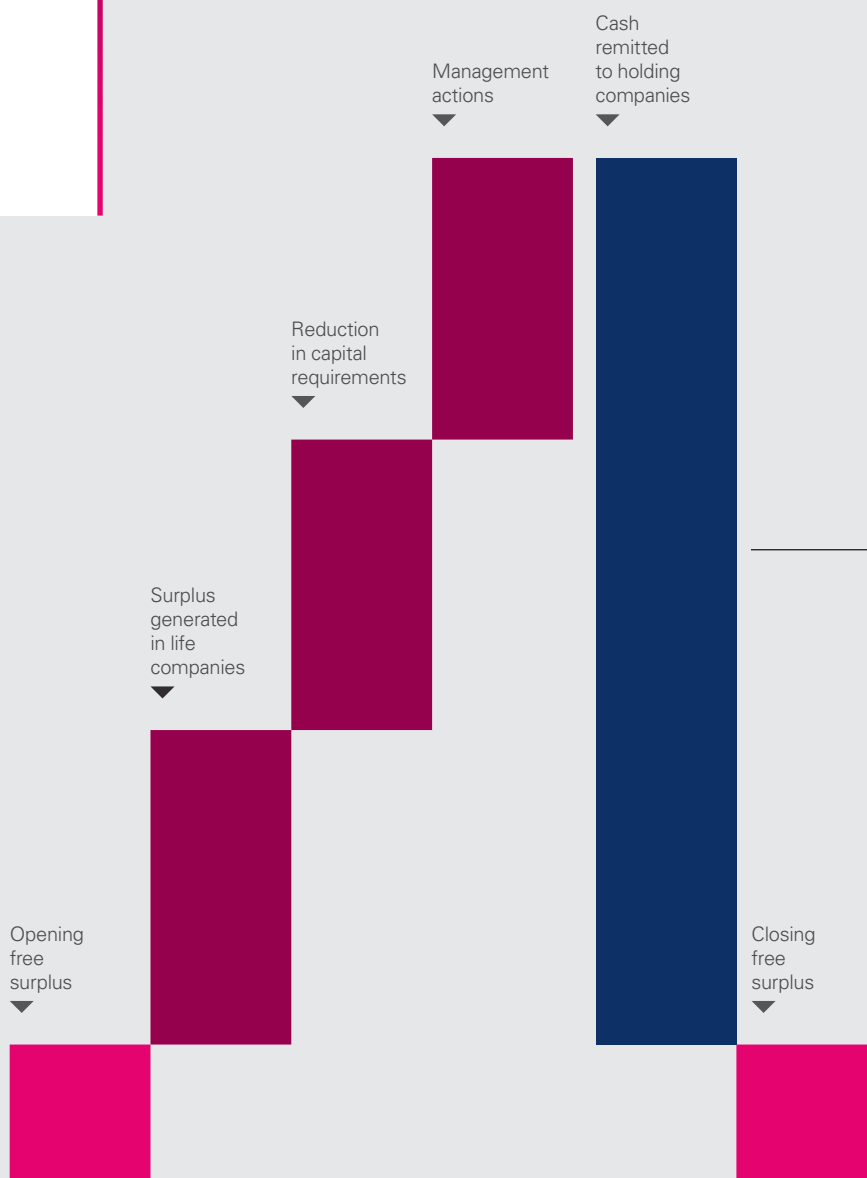 Cash
remitted
to holding
companies
Management
actions
Reduction
in capital
requirements
Surplus
generated
in life
companies
Opening
free
surplus
Closing
free
surplus